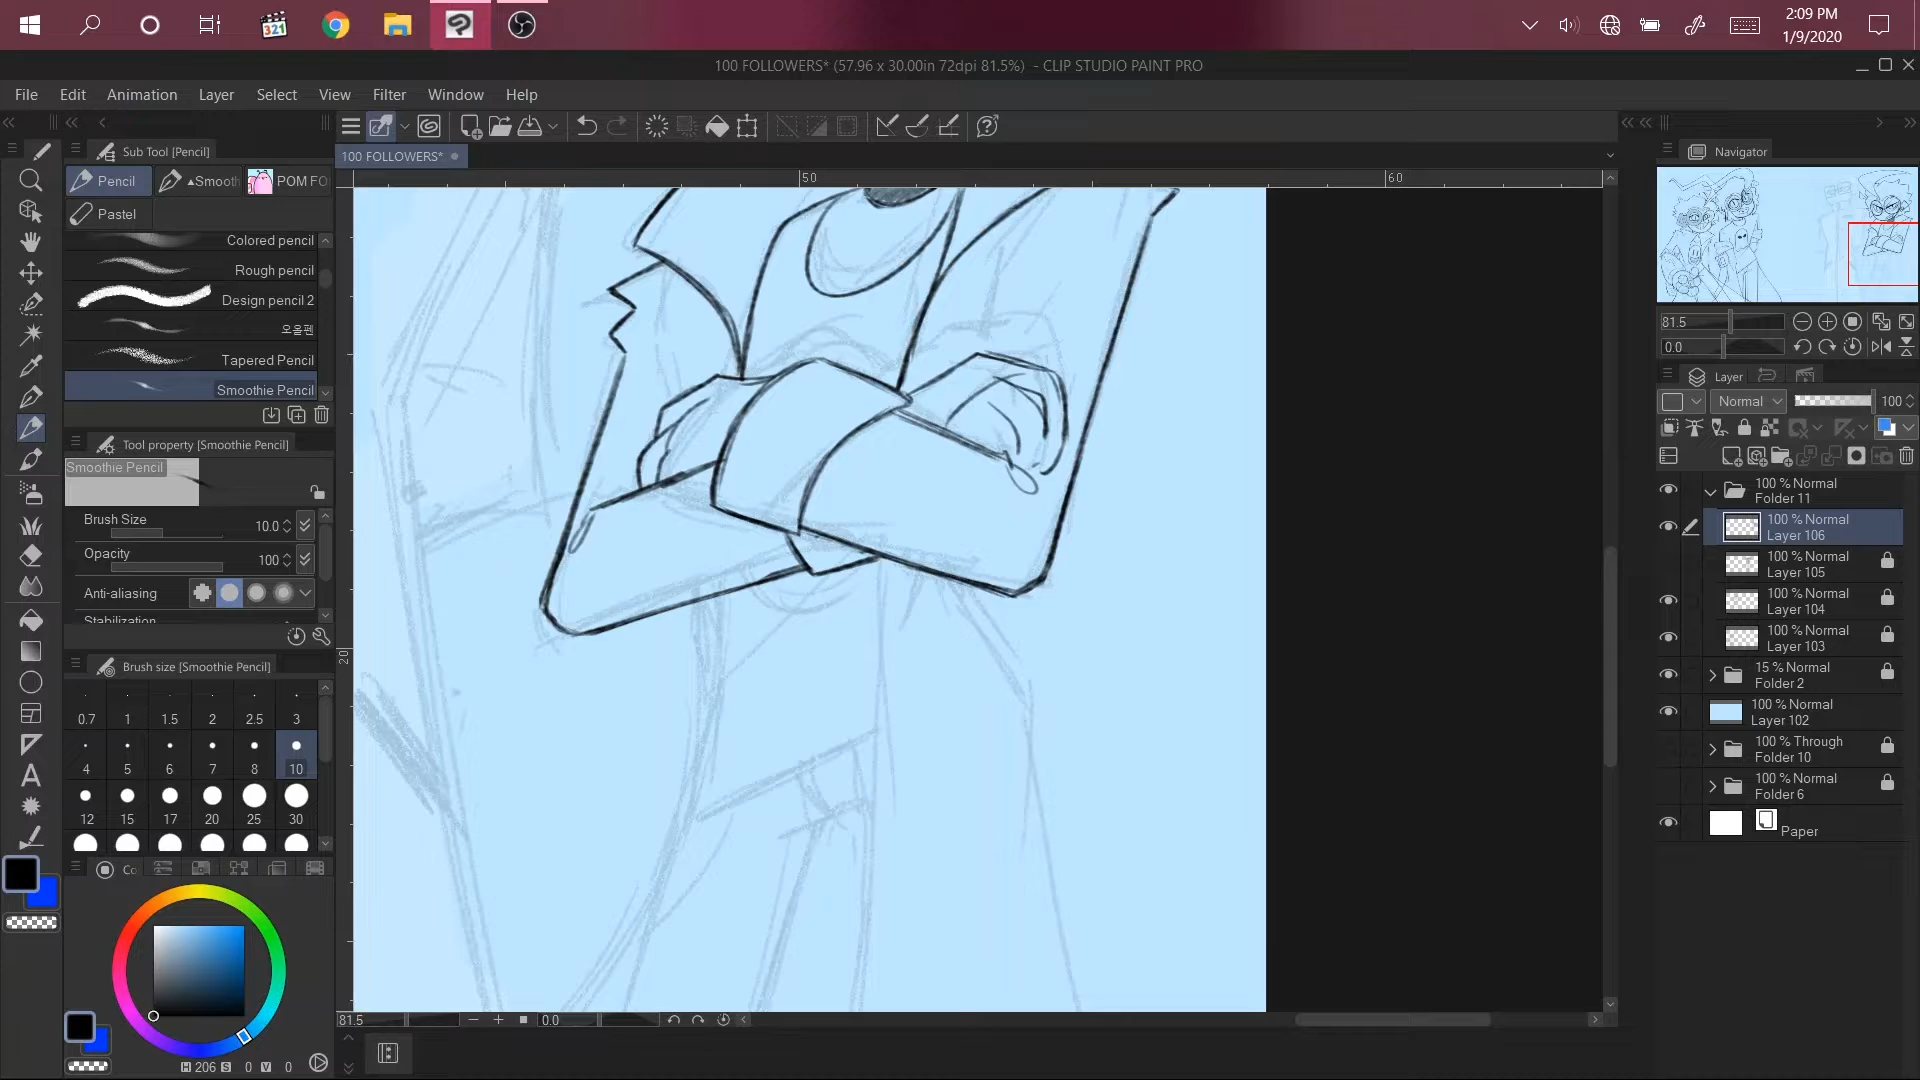 321
2:09 PM
1/9/2020
100 FOLLOWERS* (57.96 x 30.00in 72dpi 81.5%) - CLIP STUDIO PAINT PRO
File Edit Animation Layer Select View Filter Window Help
Sub Tool [Pencil]
100 FOLLOWERS*
Navigator
Pencil
Smooth
POM FO
Pastel
50
60
Colored pencil
Rough pencil
Design pencil 2
오옴펜
Tapered Pencil
Smoothie Pencil
81.5
0.0
Layer
Normal
100
Tool property [Smoothie Pencil]
Smoothie Pencil
Brush Size 10.0
Opacity 100
Anti-aliasing
Stabilization
Brush size [Smoothie Pencil]
0.7 1 1.5 2 2.5 3
4 5 6 7 8 10
12 15 17 20 25 30
20
Co
H 206 S 0 V 0
81.5
0.0
100 % Normal
Folder 11
100 % Normal
Layer 106
100 % Normal
Layer 105
100 % Normal
Layer 104
100 % Normal
Layer 103
15 % Normal
Folder 2
100 % Normal
Layer 102
100 % Through
Folder 10
100 % Normal
Folder 6
Paper